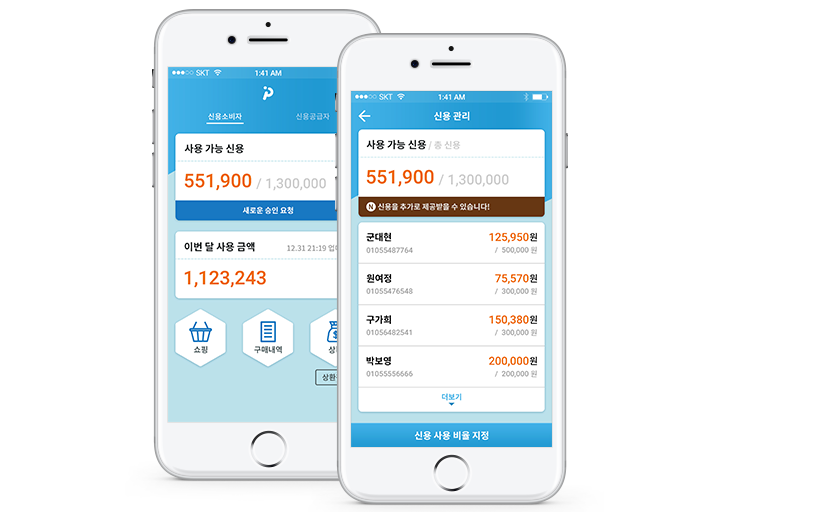 SKT 1:41 AM
신용소비자 신용공급자
사용 가능 신용
551,900 / 1,300,000
새로운 승인 요청
이번 달 사용 금액 12.31 21:19
1,123,243
쇼핑 구매내역
SKT 1:41 AM
신용 관리
사용 가능 신용 / 총 신용
551,900 / 1,300,000
N 신용을 추가로 제공받을 수 있습니다!
군대현 125,950원
01055487764 / 500,000 원
원여정 75,570원
01055476548 / 300,000 원
구가희 150,380원
01056482541 / 300,000 원
박보영 200,000원
01055556666 / 200,000 원
더보기
신용 사용 비율 지정